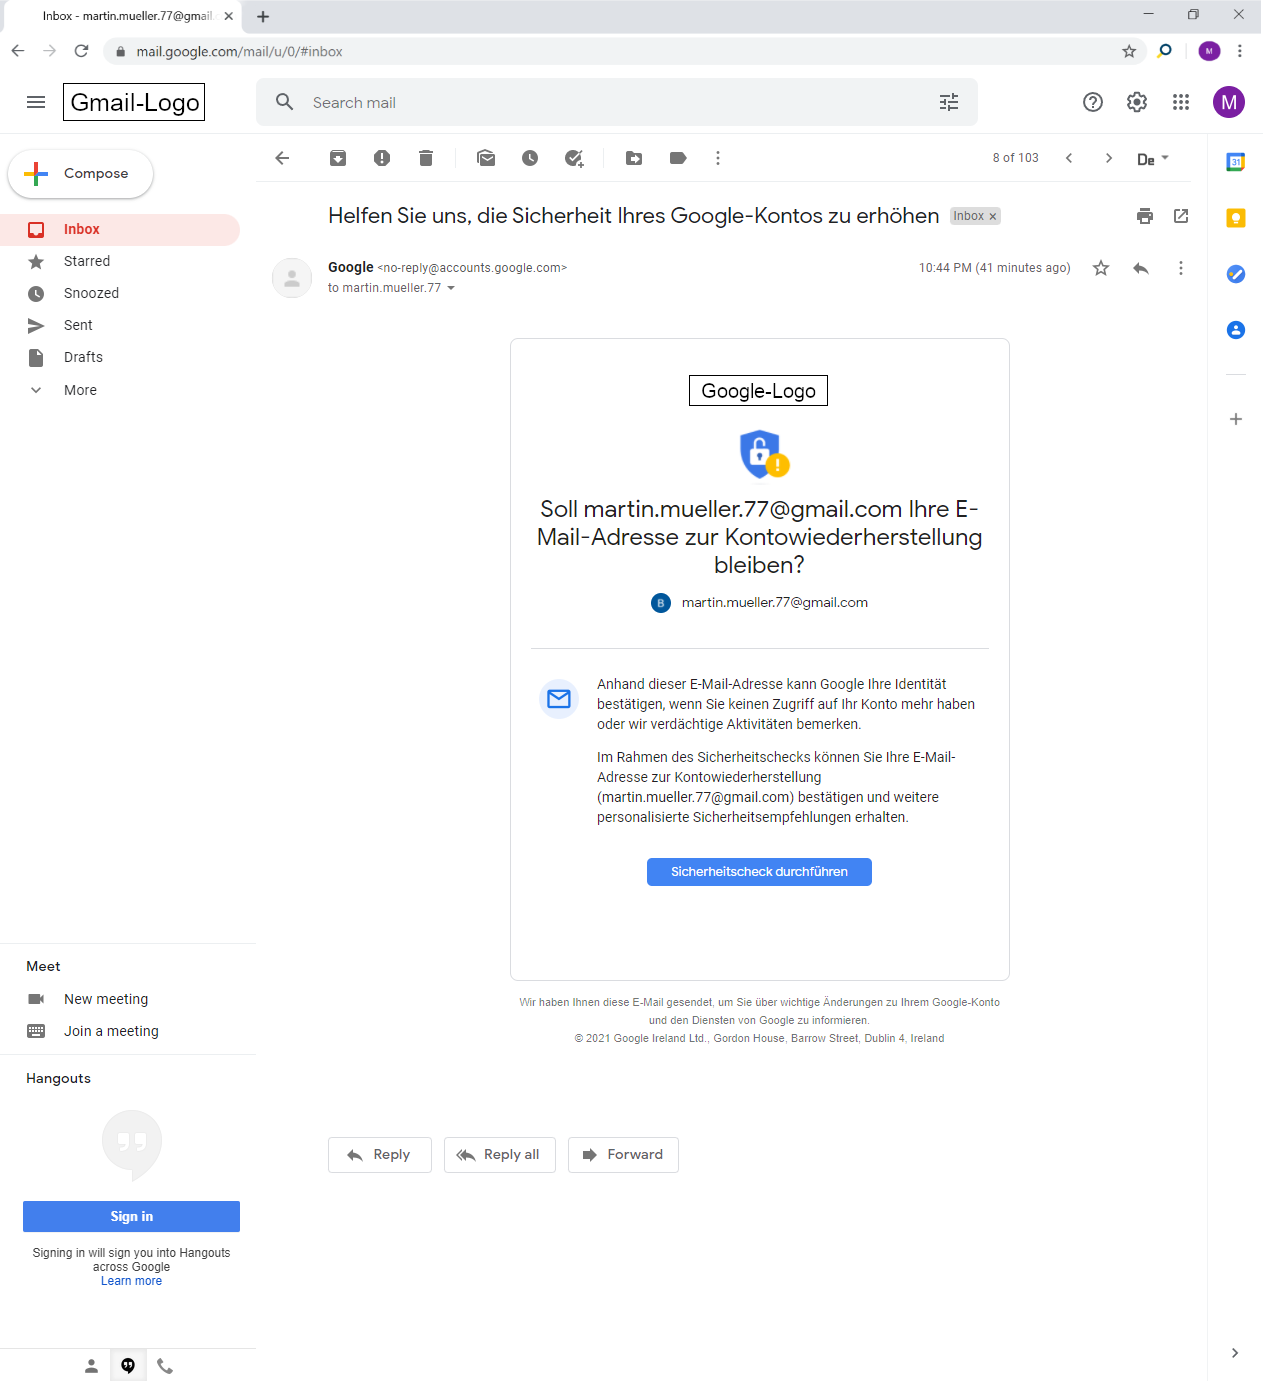 Inbox - martin.mueller.77@gmail.
mail.google.com/mail/u/0/#inbox
M
Gmail-Logo
Search mail
M
Compose
8 of 103
De
31
Inbox
Starred
Snoozed
Sent
Drafts
More
Helfen Sie uns, die Sicherheit Ihres Google-Kontos zu erhöhen
Inbox x
Google <no-reply@accounts.google.com>
10:44 PM (41 minutes ago)
to martin.mueller.77
Google-Logo
Soll martin.mueller.77@gmail.com Ihre E-
Mail-Adresse zur Kontowiederherstellung
bleiben?
B martin.mueller.77@gmail.com
Anhand dieser E-Mail-Adresse kann Google Ihre Identität
bestätigen, wenn Sie keinen Zugriff auf Ihr Konto mehr haben
oder wir verdächtige Aktivitäten bemerken.
Im Rahmen des Sicherheitschecks können Sie Ihre E-Mail-
Adresse zur Kontowiederherstellung
(martin.mueller.77@gmail.com) bestätigen und weitere
personalisierte Sicherheitsempfehlungen erhalten.
Sicherheitscheck durchführen
Wir haben Ihnen diese E-Mail gesendet, um Sie über wichtige Änderungen zu Ihrem Google-Konto
und den Diensten von Google zu informieren.
© 2021 Google Ireland Ltd., Gordon House, Barrow Street, Dublin 4, Ireland
Reply
Reply all
Forward
Meet
New meeting
Join a meeting
Hangouts
Sign in
Signing in will sign you into Hangouts
across Google
Learn more